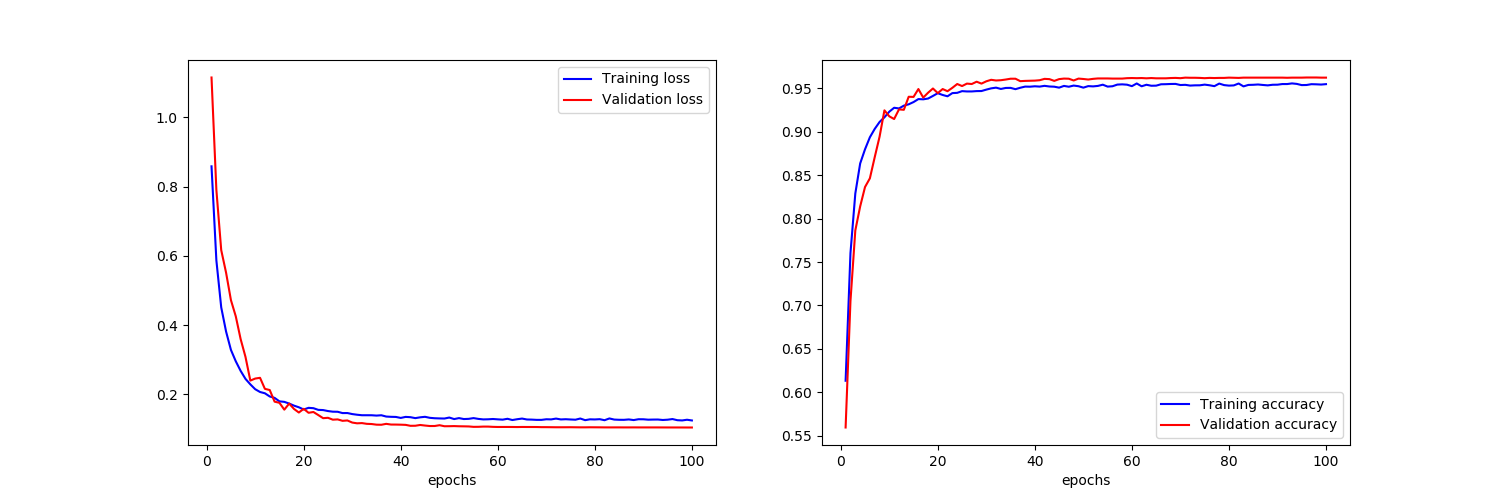 Training loss
Validation loss
1.0
0.8
0.6
0.4
0.2
0 20 40 60 80 100
epochs
0.95
0.90
0.85
0.80
0.75
0.70
0.65
0.60
0.55
Training accuracy
Validation accuracy
0 20 40 60 80 100
epochs